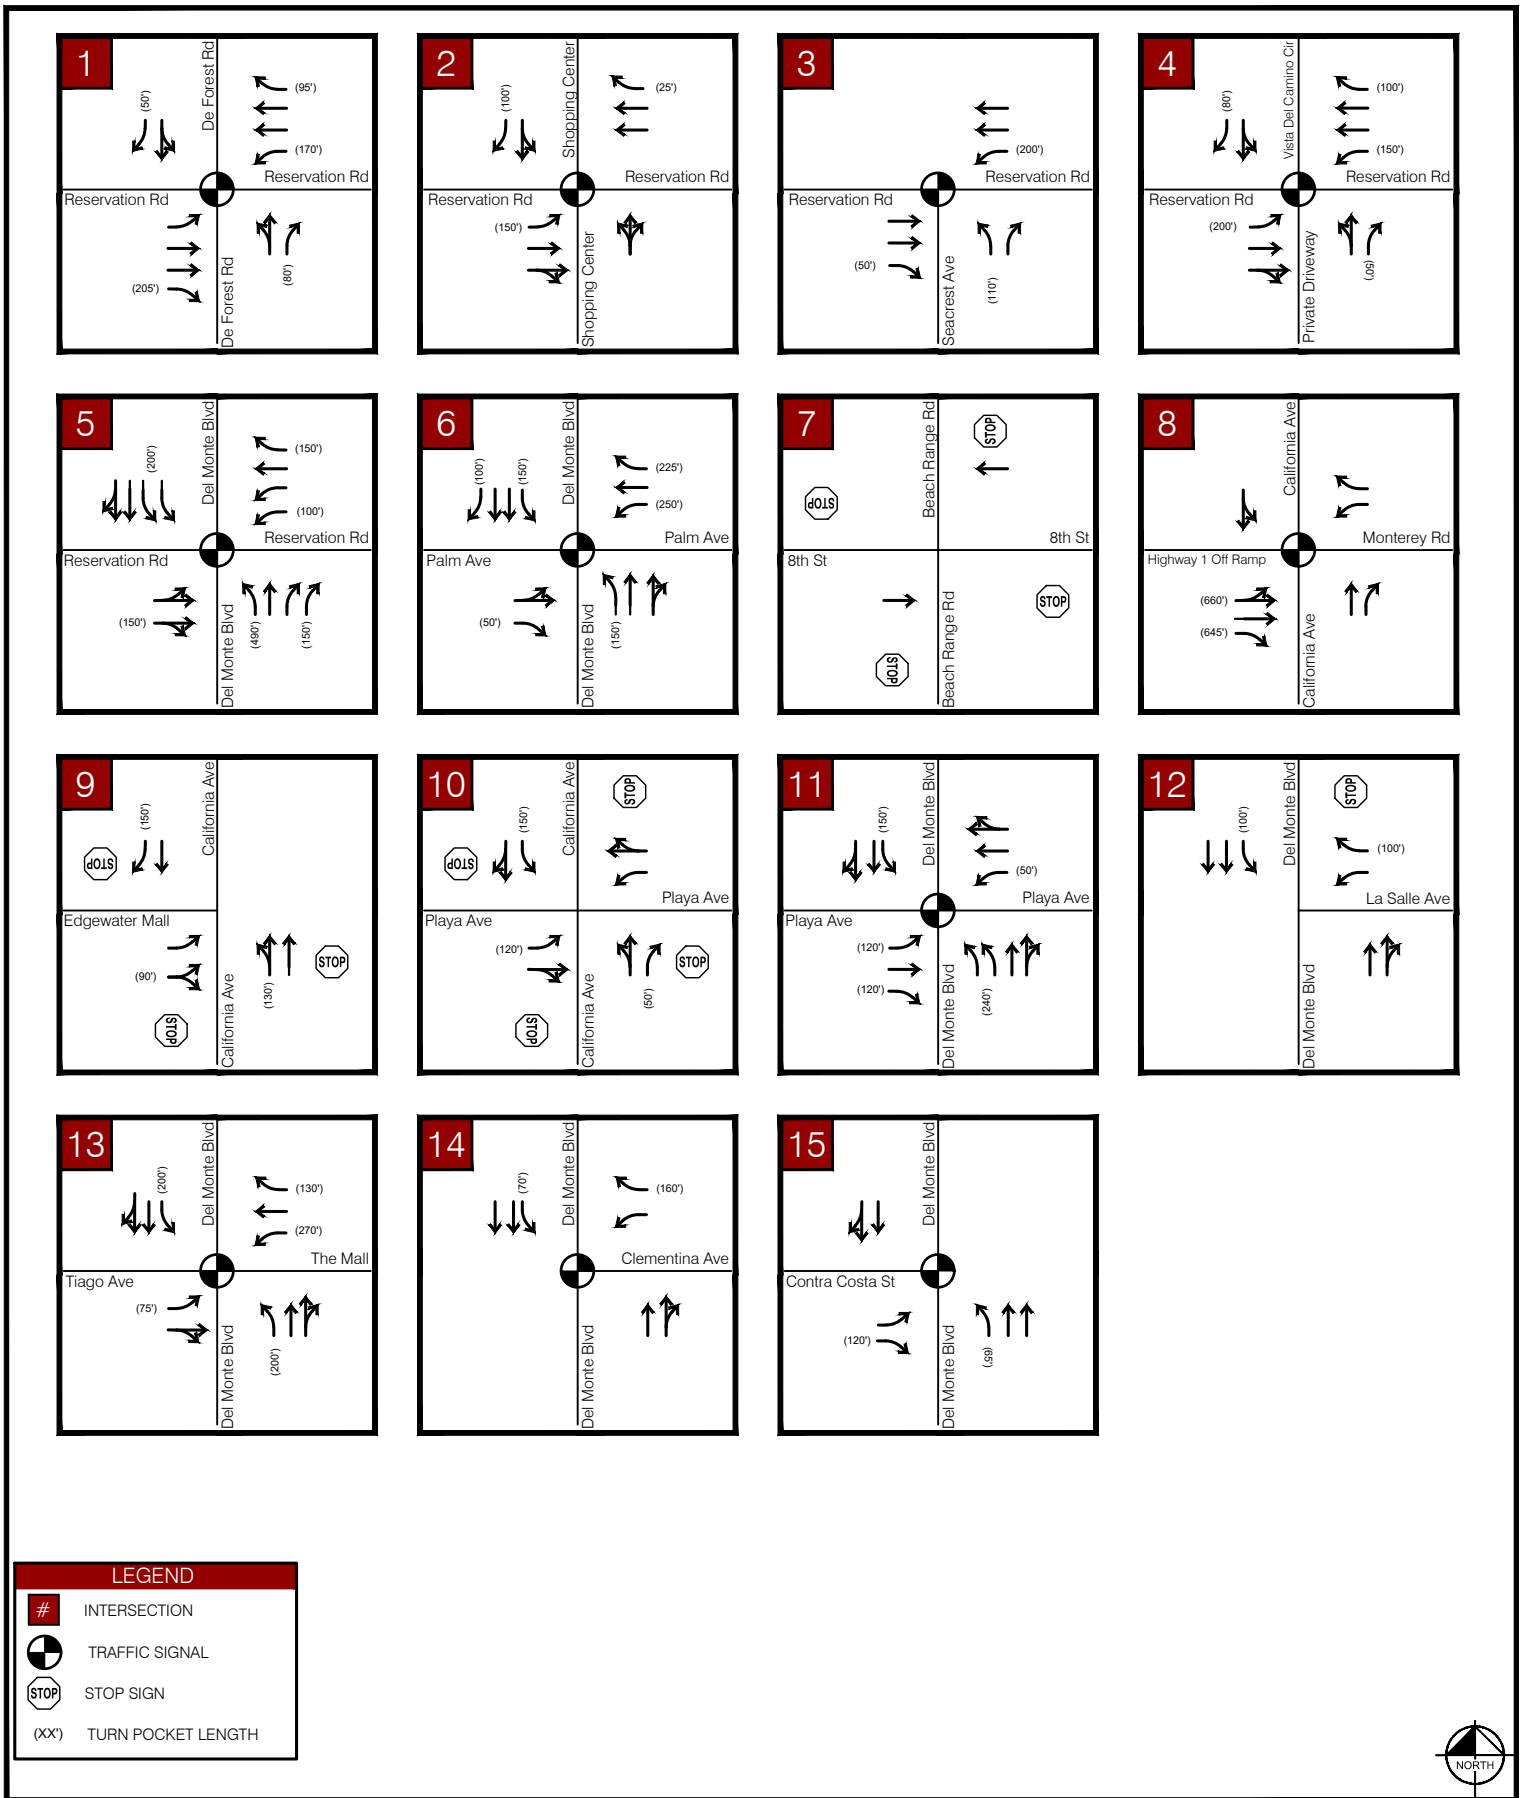 1
De Forest Rd
(50')
(95')
(170')
Reservation Rd
Reservation Rd
(205')
(80')
De Forest Rd
2
Shopping Center
(100')
(25')
Reservation Rd
Reservation Rd
(150')
Shopping Center
3
(200')
Reservation Rd
Reservation Rd
(50')
(110')
Seacrest Ave
4
Vista Del Camino Cir
(80')
(100')
(150')
Reservation Rd
Reservation Rd
(200')
(50')
Private Driveway
5
Del Monte Blvd
(200')
(150')
(100')
Reservation Rd
Reservation Rd
(150')
(490')
(150')
Del Monte Blvd
6
Del Monte Blvd
(100')
(150')
(225')
(250')
Palm Ave
Palm Ave
(50')
(150')
Del Monte Blvd
7
Beach Range Rd
STOP
STOP
8th St
8th St
STOP
STOP
Beach Range Rd
8
California Ave
Monterey Rd
Highway 1 Off Ramp
(660')
(645')
California Ave
9
California Ave
(150')
STOP
Edgewater Mall
(90')
(130')
STOP
STOP
California Ave
10
California Ave
STOP
(150')
STOP
Playa Ave
Playa Ave
(120')
(50')
STOP
STOP
California Ave
11
Del Monte Blvd
(150')
(50')
Playa Ave
Playa Ave
(120')
(120')
(240')
Del Monte Blvd
12
Del Monte Blvd
STOP
(100')
(100')
La Salle Ave
Del Monte Blvd
13
Del Monte Blvd
(200')
(130')
(270')
The Mall
Tiago Ave
(75')
(200')
Del Monte Blvd
14
Del Monte Blvd
(70')
(160')
Clementina Ave
Del Monte Blvd
15
Del Monte Blvd
Contra Costa St
(120')
(65')
Del Monte Blvd
LEGEND
# INTERSECTION
TRAFFIC SIGNAL
STOP STOP SIGN
(XX') TURN POCKET LENGTH
NORTH